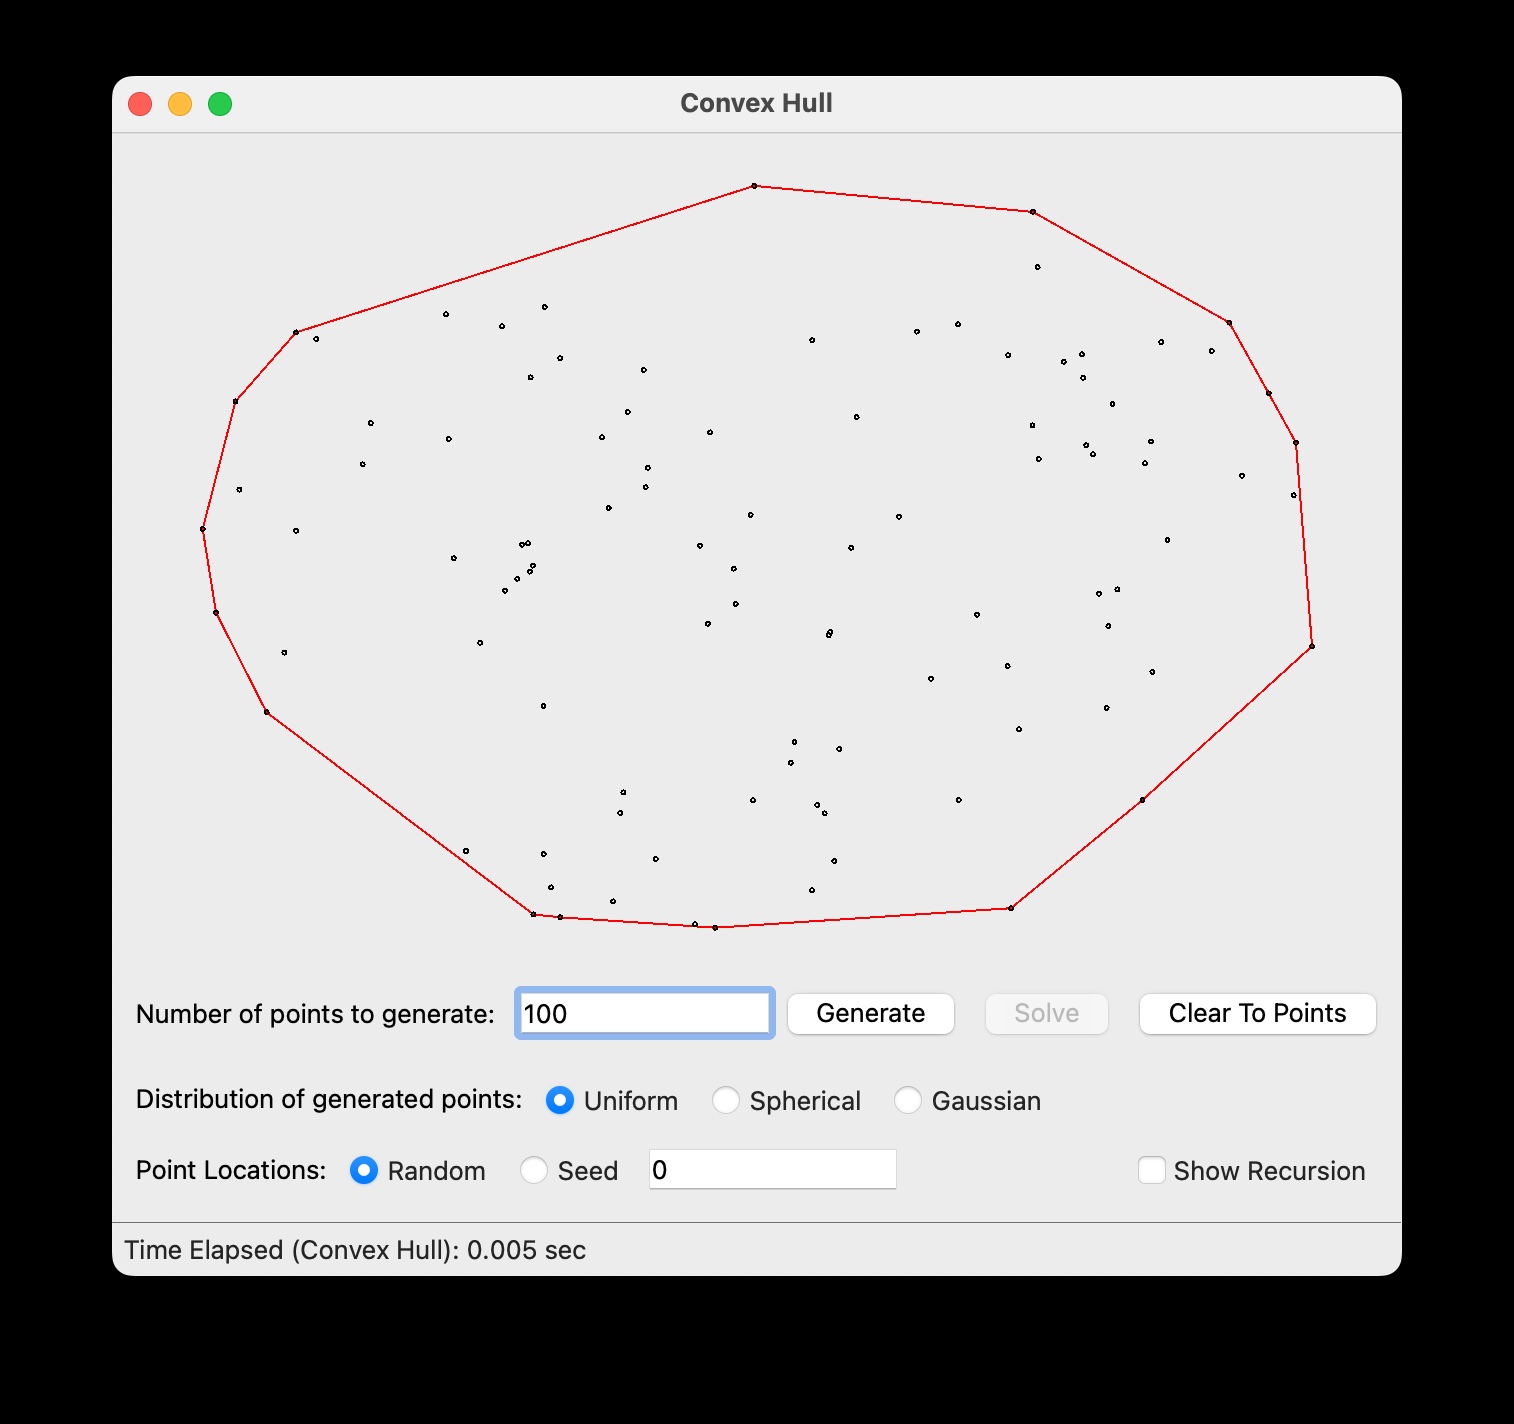 Convex Hull
Number of points to generate: 100 Generate Solve Clear To Points
Distribution of generated points: Uniform Spherical Gaussian
Point Locations: Random Seed 0 Show Recursion
Time Elapsed (Convex Hull): 0.005 sec